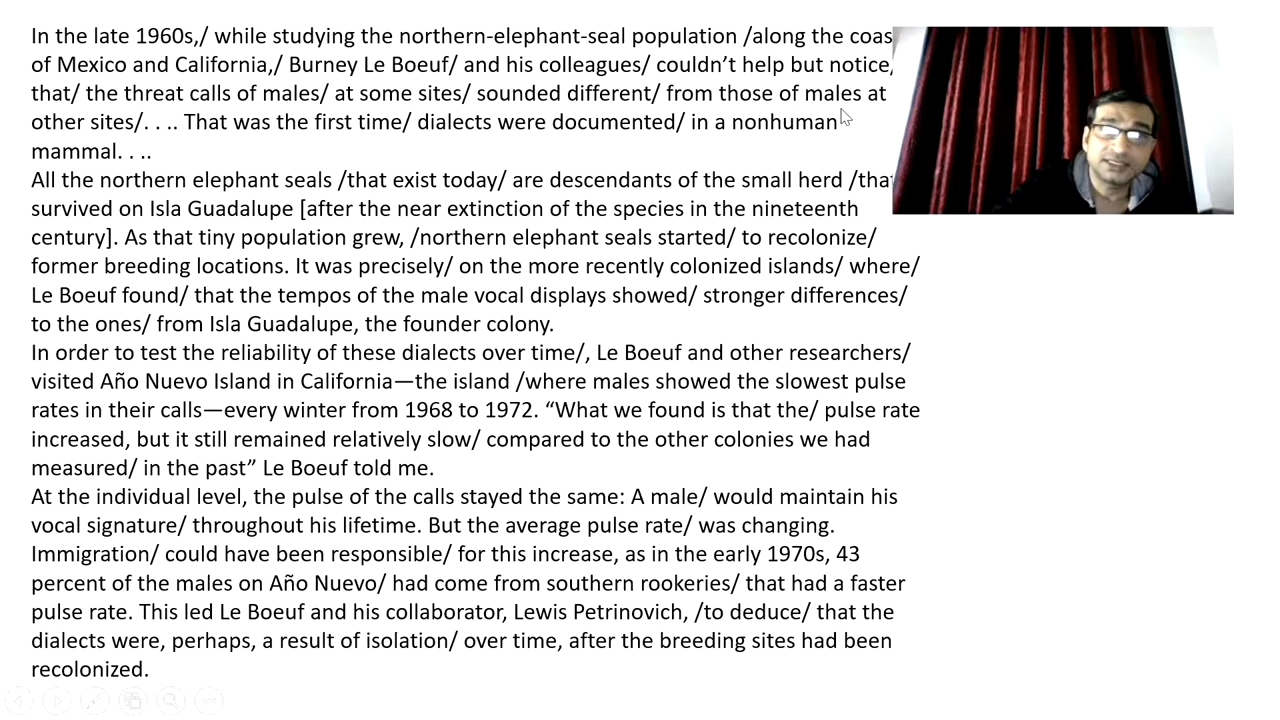 In the late 1960s,/ while studying the northern-elephant-seal population /along the coas
of Mexico and California,/ Burney Le Boeuf/ and his colleagues/ couldn’t help but notice,
that/ the threat calls of males/ at some sites/ sounded different/ from those of males at
other sites/. . .. That was the first time/ dialects were documented/ in a nonhuman
mammal. . ..
All the northern elephant seals /that exist today/ are descendants of the small herd /that
survived on Isla Guadalupe [after the near extinction of the species in the nineteenth
century]. As that tiny population grew, /northern elephant seals started/ to recolonize/
former breeding locations. It was precisely/ on the more recently colonized islands/ where/
Le Boeuf found/ that the tempos of the male vocal displays showed/ stronger differences/
to the ones/ from Isla Guadalupe, the founder colony.
In order to test the reliability of these dialects over time/, Le Boeuf and other researchers/
visited Año Nuevo Island in California—the island /where males showed the slowest pulse
rates in their calls—every winter from 1968 to 1972. “What we found is that the/ pulse rate
increased, but it still remained relatively slow/ compared to the other colonies we had
measured/ in the past” Le Boeuf told me.
At the individual level, the pulse of the calls stayed the same: A male/ would maintain his
vocal signature/ throughout his lifetime. But the average pulse rate/ was changing.
Immigration/ could have been responsible/ for this increase, as in the early 1970s, 43
percent of the males on Año Nuevo/ had come from southern rookeries/ that had a faster
pulse rate. This led Le Boeuf and his collaborator, Lewis Petrinovich, /to deduce/ that the
dialects were, perhaps, a result of isolation/ over time, after the breeding sites had been
recolonized.